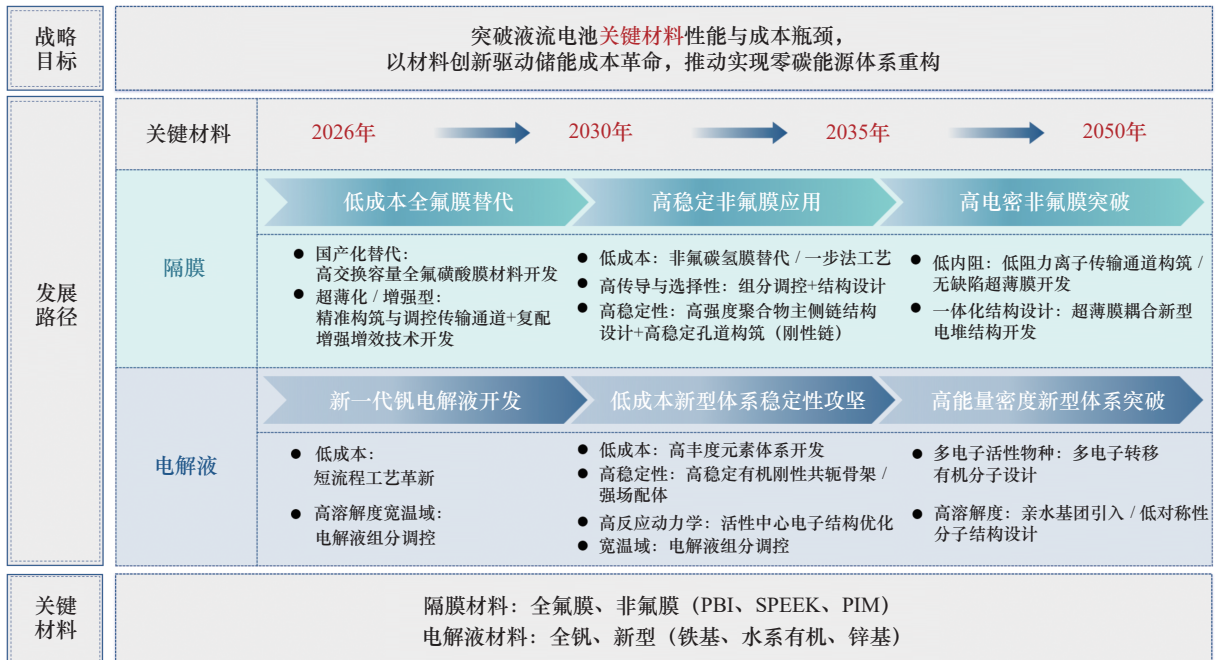 战略
目标
突破液流电池关键材料性能与成本瓶颈，
以材料创新驱动储能成本革命，推动实现零碳能源体系重构
发展
路径
关键材料
2026年
2030年
2035年
2050年
隔膜
低成本全氟膜替代
高稳定非氟膜应用
高电密非氟膜突破
● 国产化替代：
高交换容量全氟磺酸膜材料开发
● 超薄化 / 增强型：
精准构筑与调控传输通道+复配
增强增效技术开发
● 低成本：非氟碳氢膜替代 / 一步法工艺
● 高传导与选择性：组分调控+结构设计
● 高稳定性：高强度聚合物主侧链结构
设计+高稳定孔道构筑（刚性链）
● 低内阻：低阻力离子传输通道构筑 /
无缺陷超薄膜开发
● 一体化结构设计：超薄膜耦合新型
电堆结构开发
电解液
新一代钒电解液开发
低成本新型体系稳定性攻坚
高能量密度新型体系突破
● 低成本：
短流程工艺革新
● 高溶解度宽温域：
电解液组分调控
● 低成本：高丰度元素体系开发
● 高稳定性：高稳定有机刚性共轭骨架 /
强场配体
● 高反应动力学：活性中心电子结构优化
● 宽温域：电解液组分调控
● 多电子活性物种：多电子转移
有机分子设计
● 高溶解度：亲水基团引入 / 低对称性
分子结构设计
关键
材料
隔膜材料：全氟膜、非氟膜（PBI、SPEEK、PIM）
电解液材料：全钒、新型（铁基、水系有机、锌基）